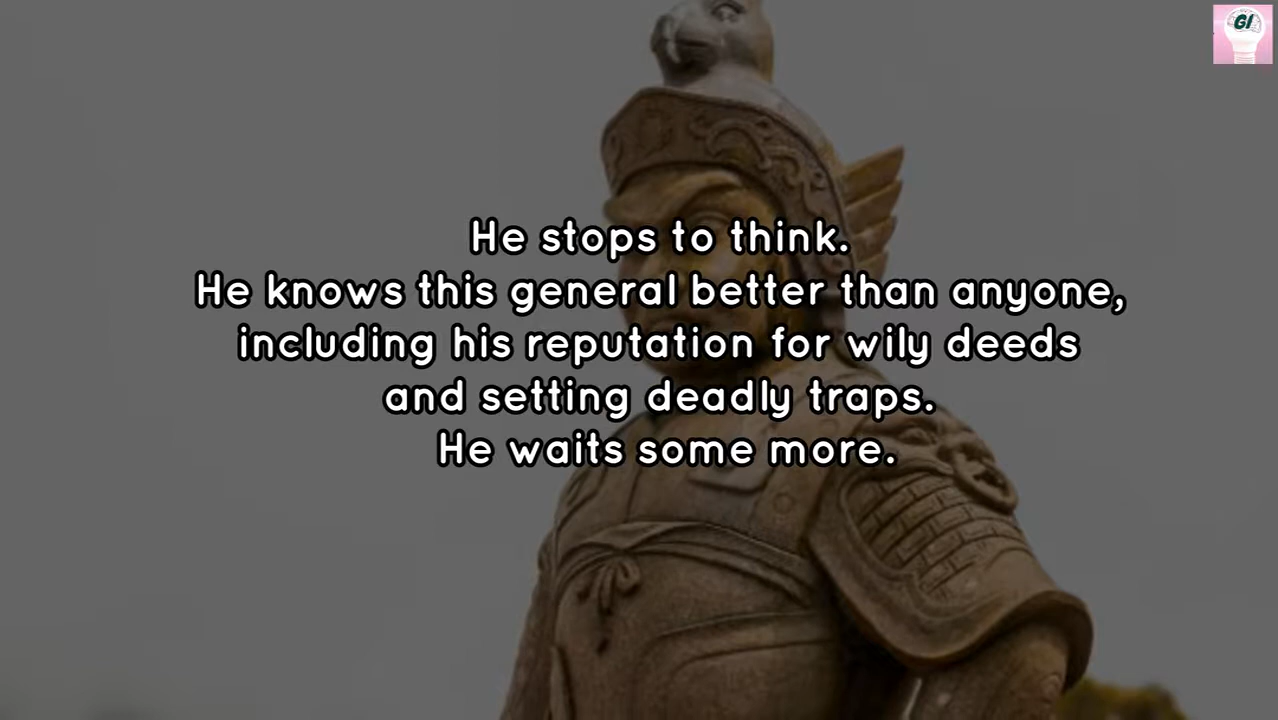 GI
He stops to think.
He knows this general better than anyone,
including his reputation for wily deeds
and setting deadly traps.
He waits some more.